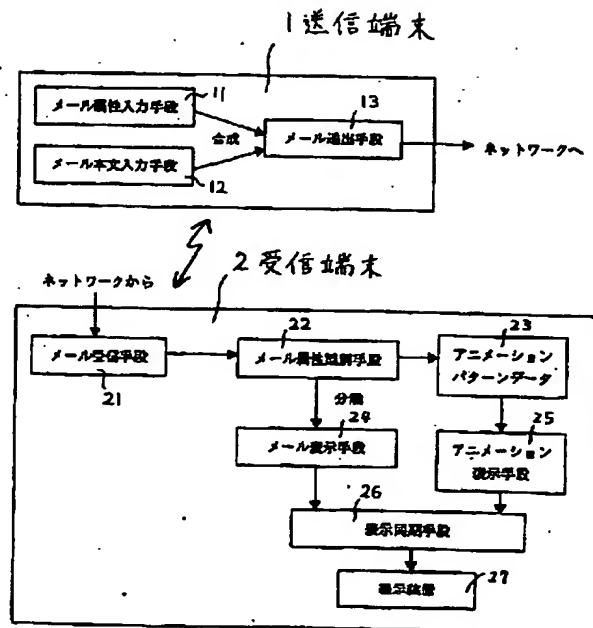 1 送信端末
メール属性入力手段
11
合成
メール送出手段
13
ネットワークへ
メール本文入力手段
12
2 受信端末
ネットワークから
メール受信手段
21
メール属性識別手段
22
アニメーション
パターンデータ
23
分離
メール表示手段
24
アニメーション
表示手段
25
表示同期手段
26
表示装置
27